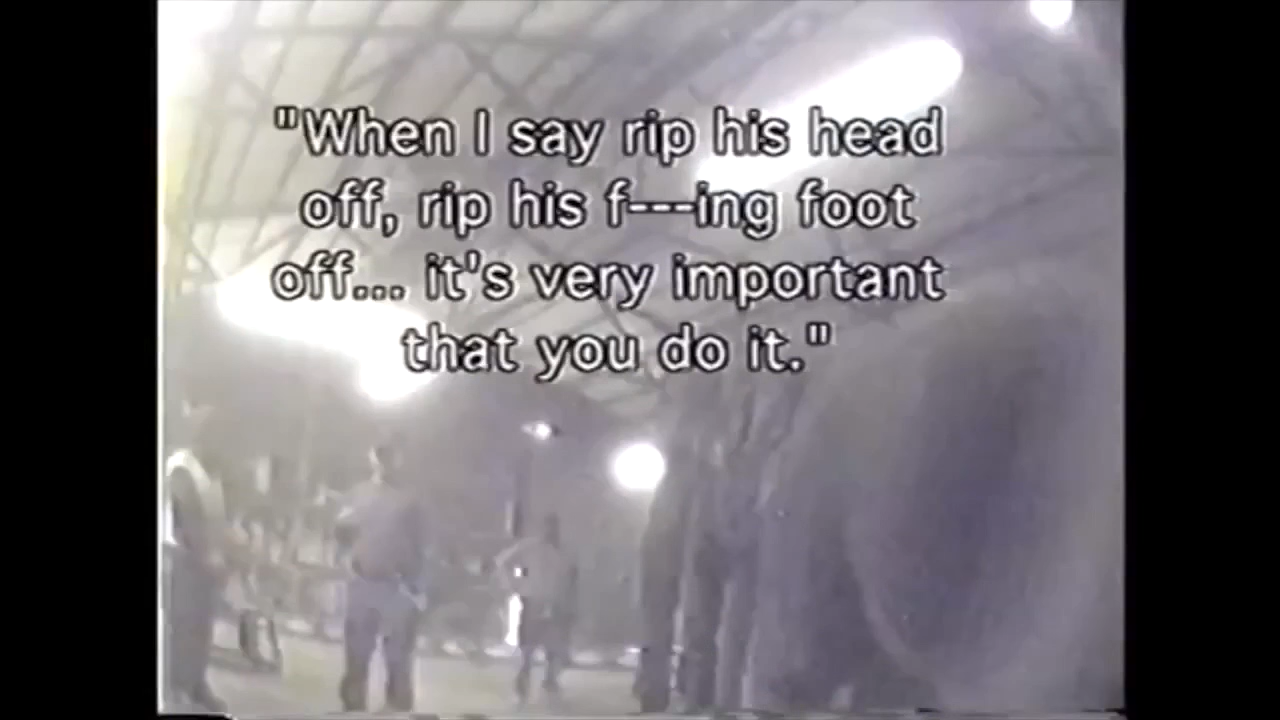 "When I say rip his head
off, rip his f---ing foot
off... it's very important
that you do it."